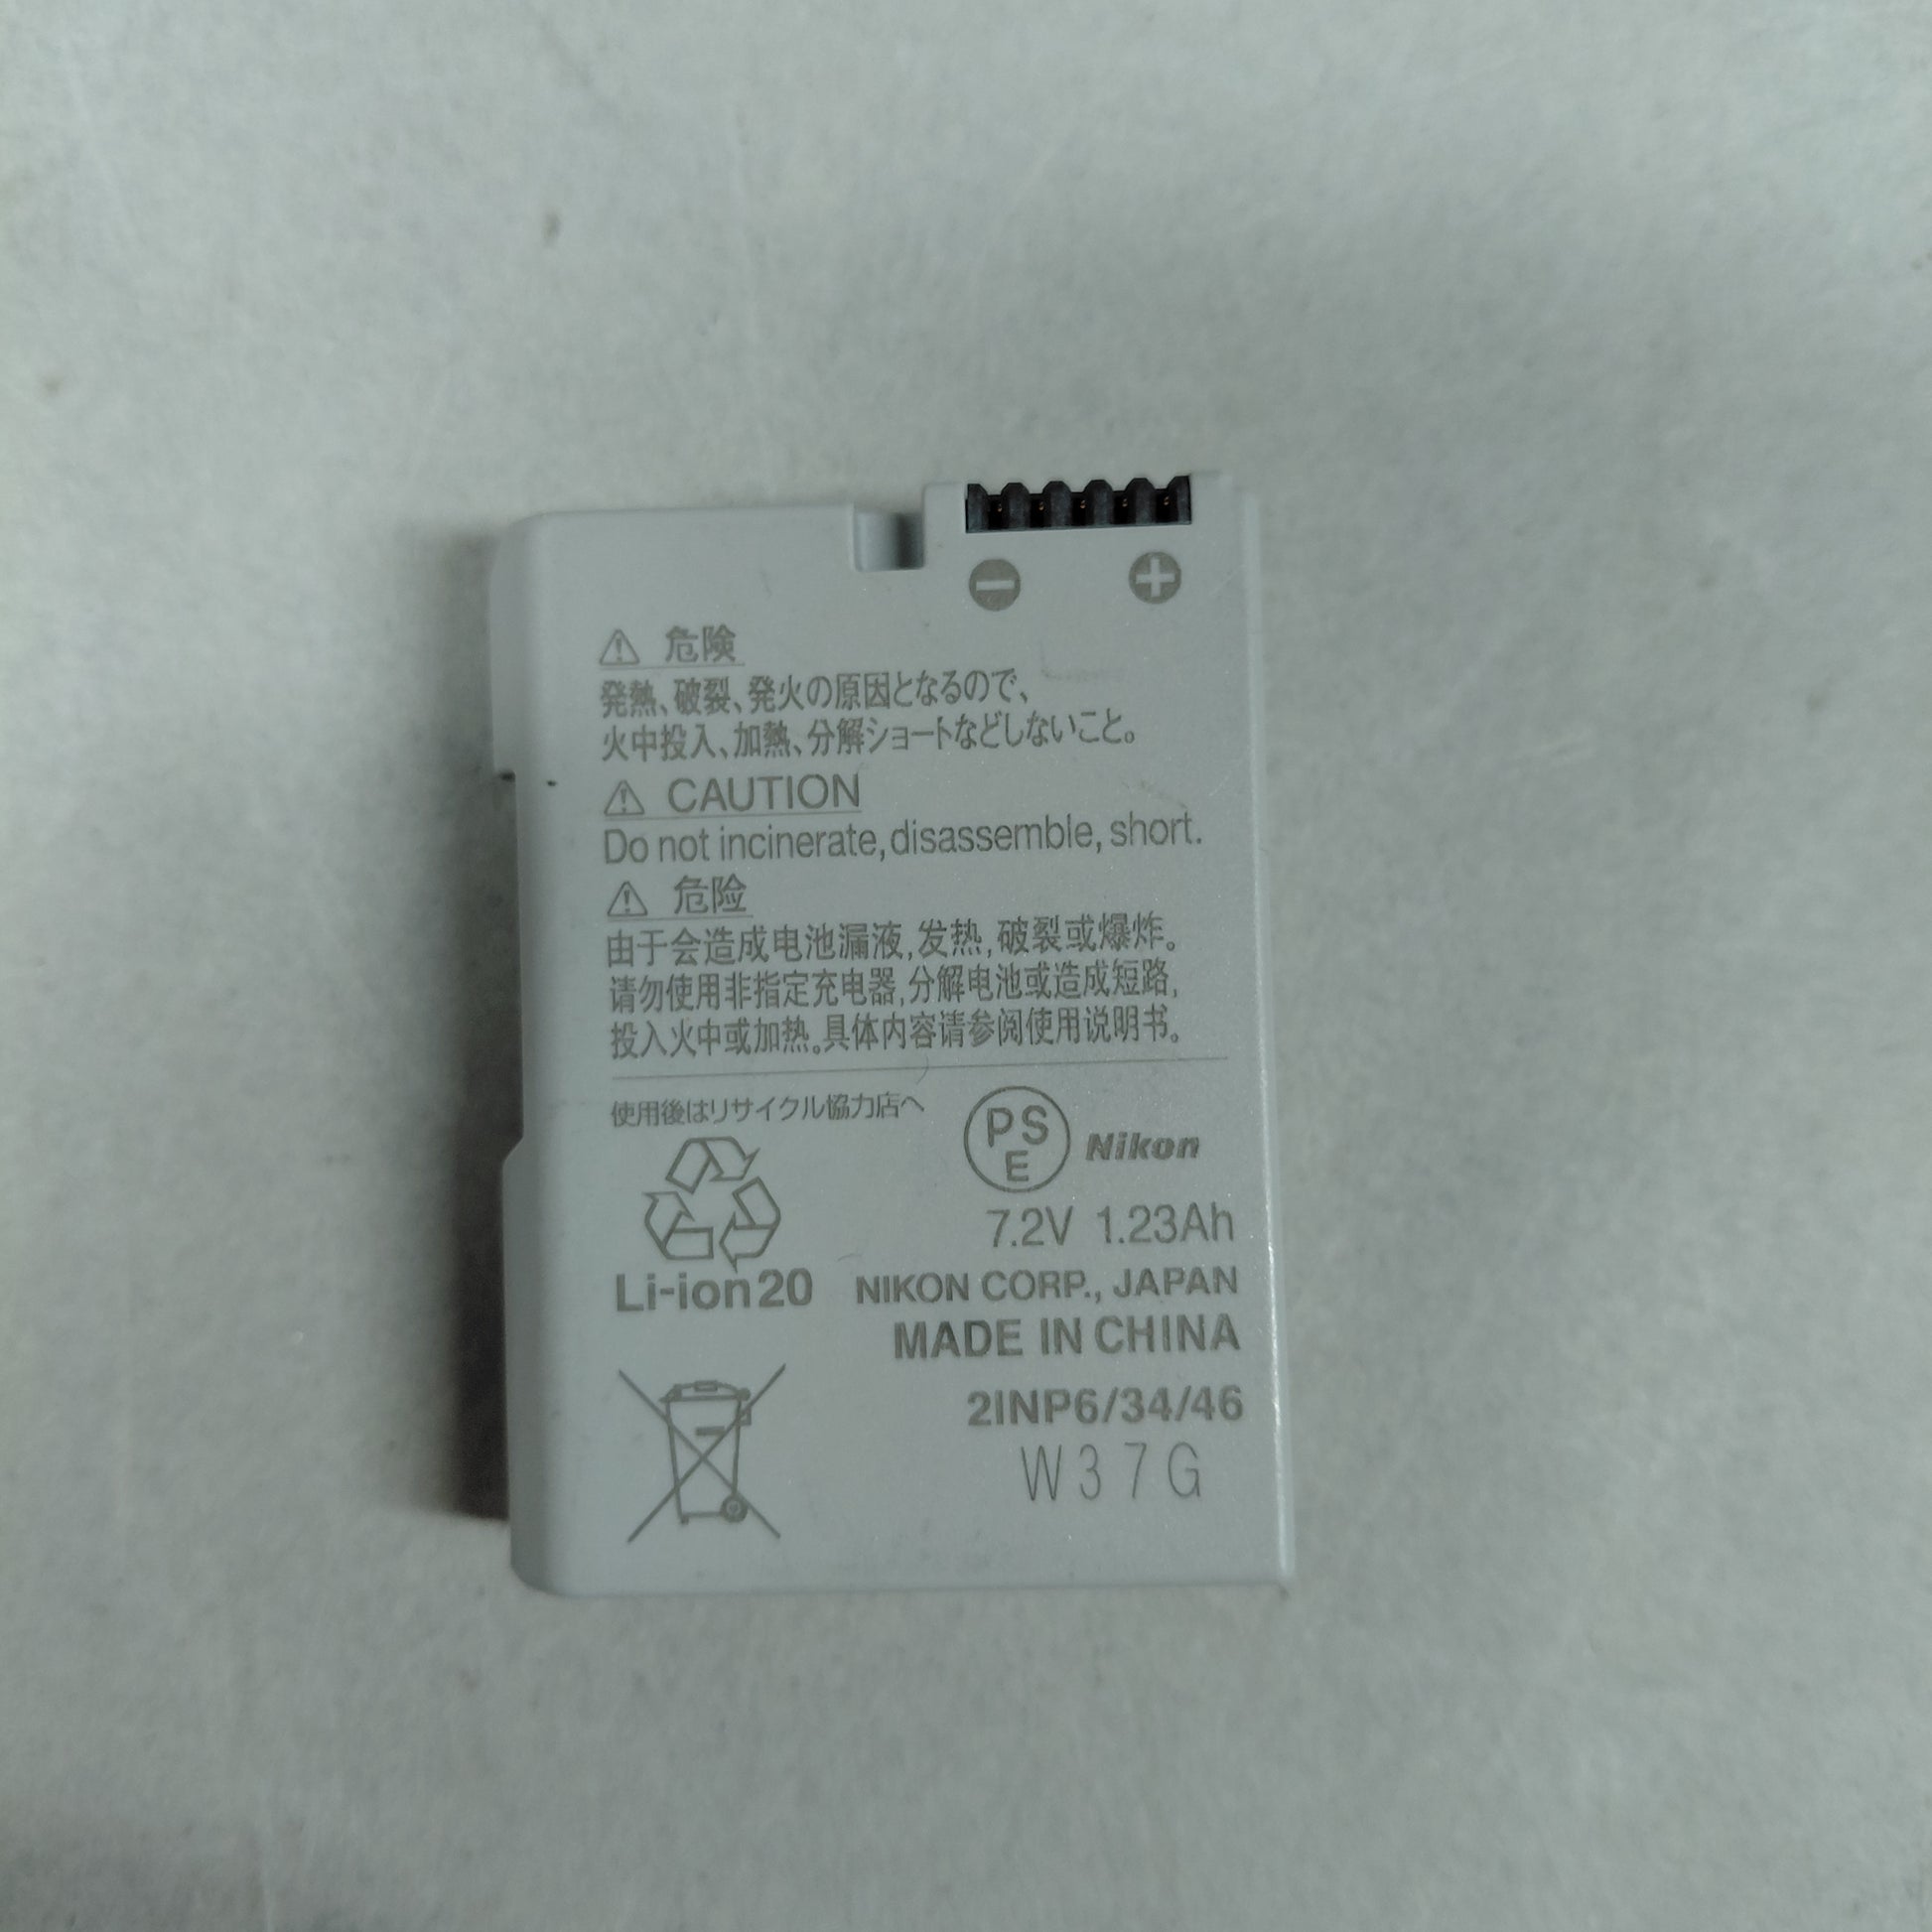 ⊖ ⊕
⚠ 危険
発熱、破裂、発火の原因となるので、
火中投入、加熱、分解ショートなどしないこと。
⚠ CAUTION
Do not incinerate, disassemble, short.
⚠ 危险
由于会造成电池漏液,发热,破裂或爆炸。
请勿使用非指定充电器,分解电池或造成短路,
投入火中或加热。具体内容请参阅使用说明书。
使用後はリサイクル協力店へ
PS
E
Nikon
7.2V 1.23Ah
Li-ion20
NIKON CORP., JAPAN
MADE IN CHINA
2INP6/34/46
W37G